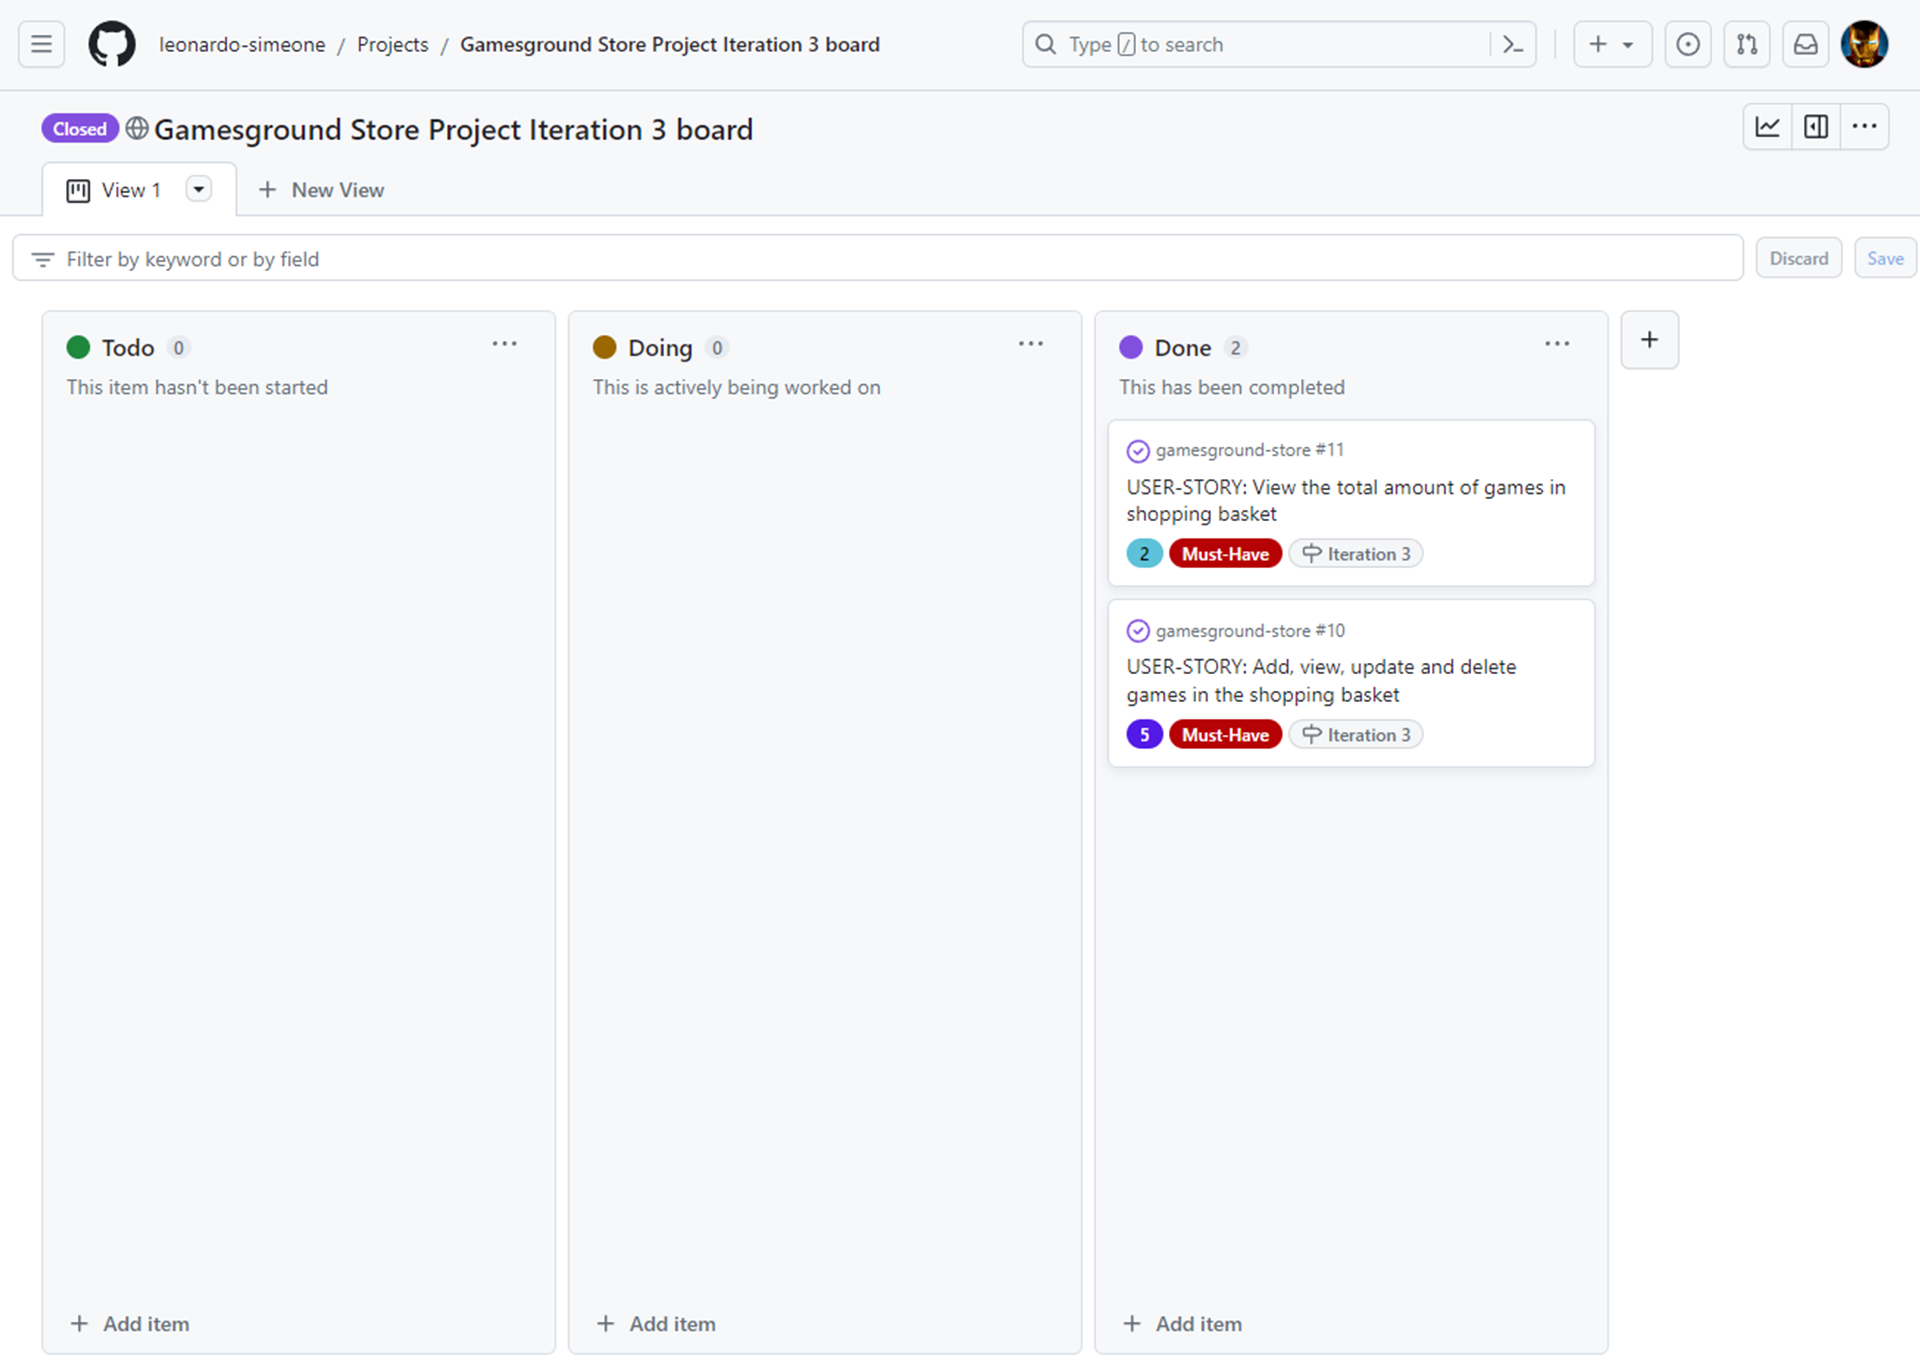 leonardo-simeone / Projects / Gamesground Store Project Iteration 3 board
Type / to search
Closed Gamesground Store Project Iteration 3 board
View 1
New View
Filter by keyword or by field
Discard
Save
Todo 0
This item hasn't been started
Doing 0
This is actively being worked on
Done 2
This has been completed
gamesground-store #11
USER-STORY: View the total amount of games in
shopping basket
2 Must-Have Iteration 3
gamesground-store #10
USER-STORY: Add, view, update and delete
games in the shopping basket
5 Must-Have Iteration 3
Add item
Add item
Add item